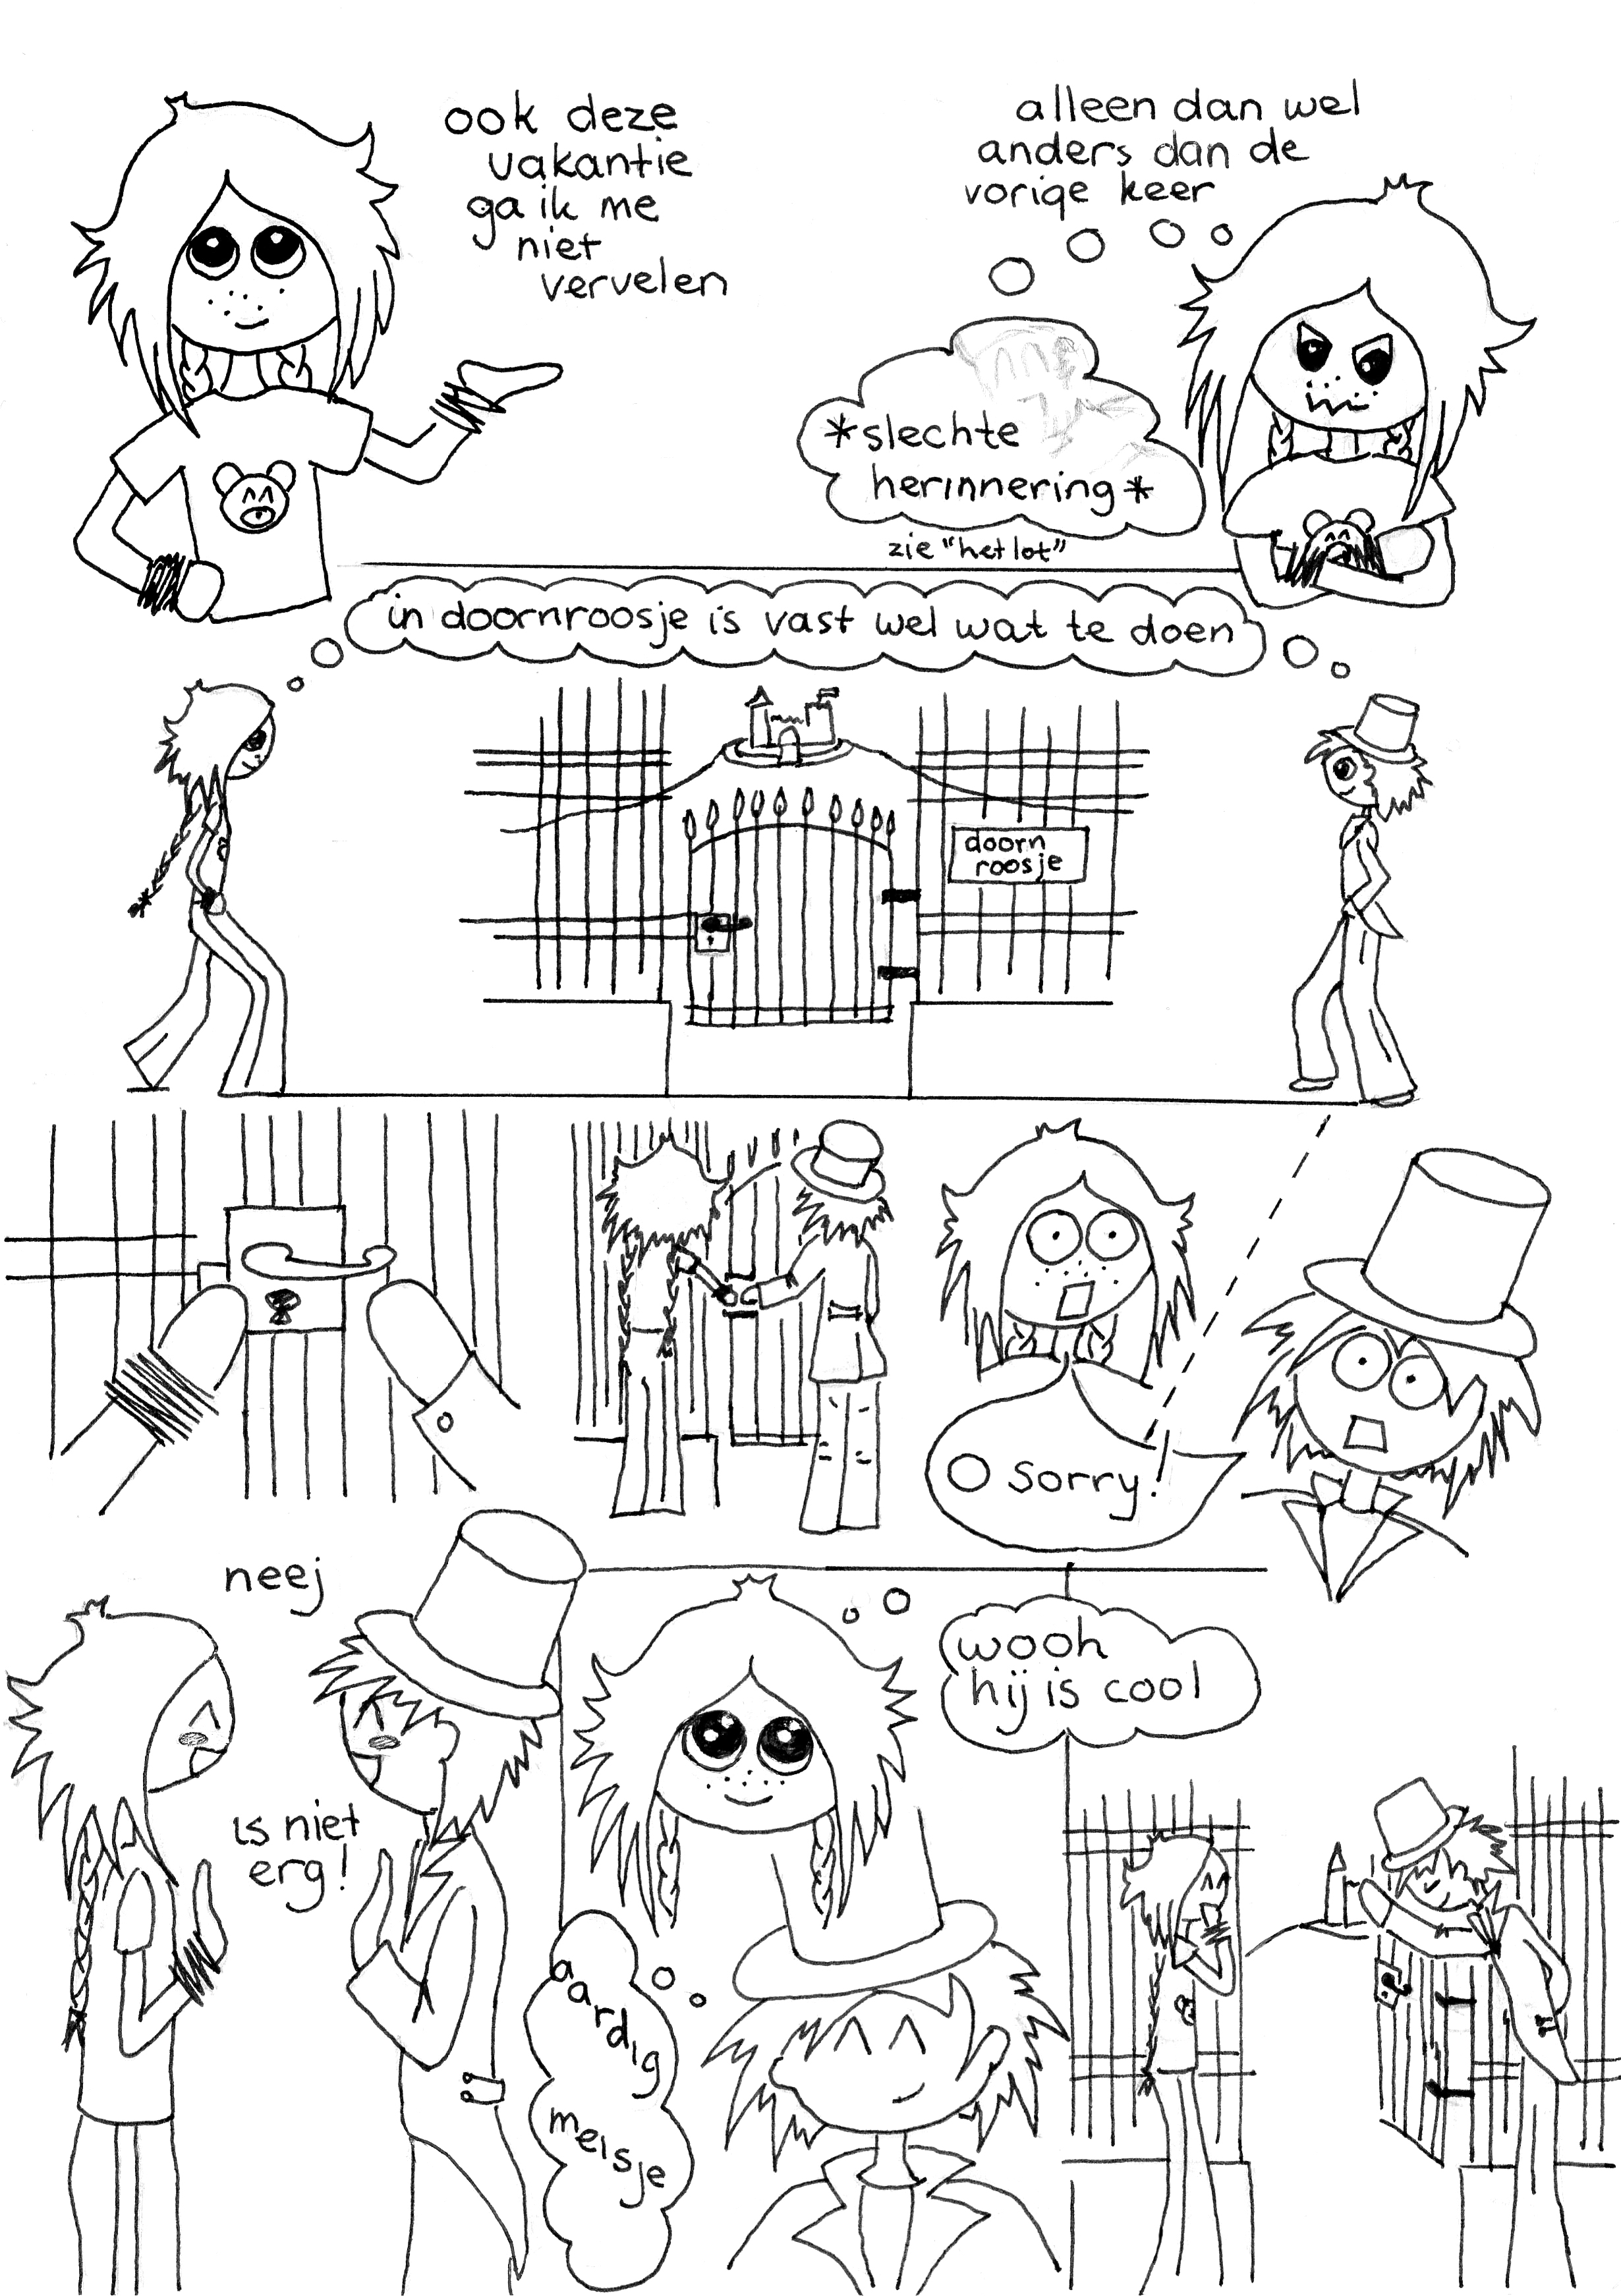 ook deze
vakantie
ga ik me
niet
vervelen
alleen dan wel
anders dan de
vorige keer
*slechte
herinnering*
zie "het lot"
in doornroosje is vast wel wat te doen
doorn
roosje
O sorry!
neej
is niet
erg!
wooh
hij is cool
aardig
meisje